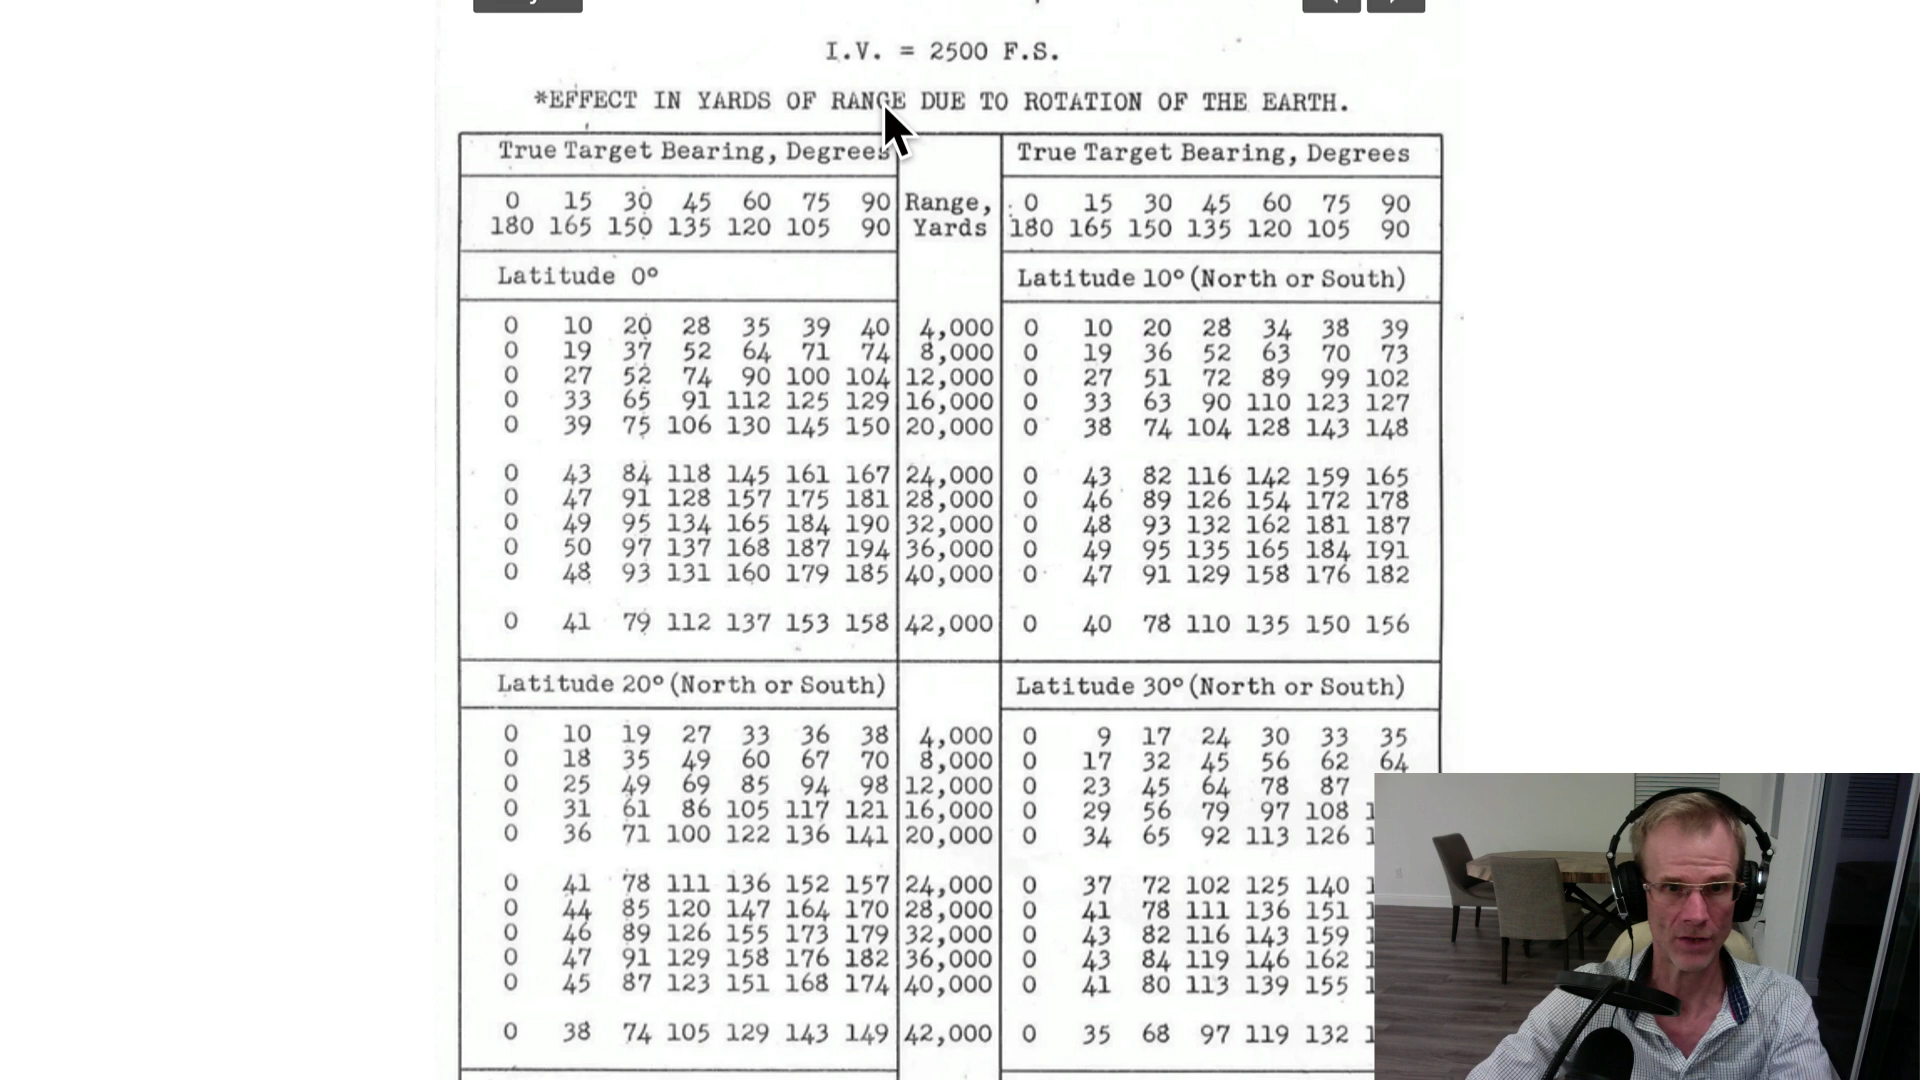 I.V. = 2500 F.S.
*EFFECT IN YARDS OF RANGE DUE TO ROTATION OF THE EARTH.
True Target Bearing, Degrees True Target Bearing, Degrees
0 15 30 45 60 75 90 Range, 0 15 30 45 60 75 90
180 165 150 135 120 105 90 Yards 180 165 150 135 120 105 90
Latitude 0° Latitude 10° (North or South)
0 10 20 28 35 39 40 4,000 0 10 20 28 34 38 39
0 19 37 52 64 71 74 8,000 0 19 36 52 63 70 73
0 27 52 74 90 100 104 12,000 0 27 51 72 89 99 102
0 33 65 91 112 125 129 16,000 0 33 63 90 110 123 127
0 39 75 106 130 145 150 20,000 0 38 74 104 128 143 148
0 43 84 118 145 161 167 24,000 0 43 82 116 142 159 165
0 47 91 128 157 175 181 28,000 0 46 89 126 154 172 178
0 49 95 134 165 184 190 32,000 0 48 93 132 162 181 187
0 50 97 137 168 187 194 36,000 0 49 95 135 165 184 191
0 48 93 131 160 179 185 40,000 0 47 91 129 158 176 182
0 41 79 112 137 153 158 42,000 0 40 78 110 135 150 156
Latitude 20° (North or South) Latitude 30° (North or South)
0 10 19 27 33 36 38 4,000 0 9 17 24 30 33 35
0 18 35 49 60 67 70 8,000 0 17 32 45 56 62 64
0 25 49 69 85 94 98 12,000 0 23 45 64 78 87
0 31 61 86 105 117 121 16,000 0 29 56 79 97 108
0 36 71 100 122 136 141 20,000 0 34 65 92 113 126
0 41 78 111 136 152 157 24,000 0 37 72 102 125 140
0 44 85 120 147 164 170 28,000 0 41 78 111 136 151
0 46 89 126 155 173 179 32,000 0 43 82 116 143 159
0 47 91 129 158 176 182 36,000 0 43 84 119 146 162
0 45 87 123 151 168 174 40,000 0 41 80 113 139 155
0 38 74 105 129 143 149 42,000 0 35 68 97 119 132